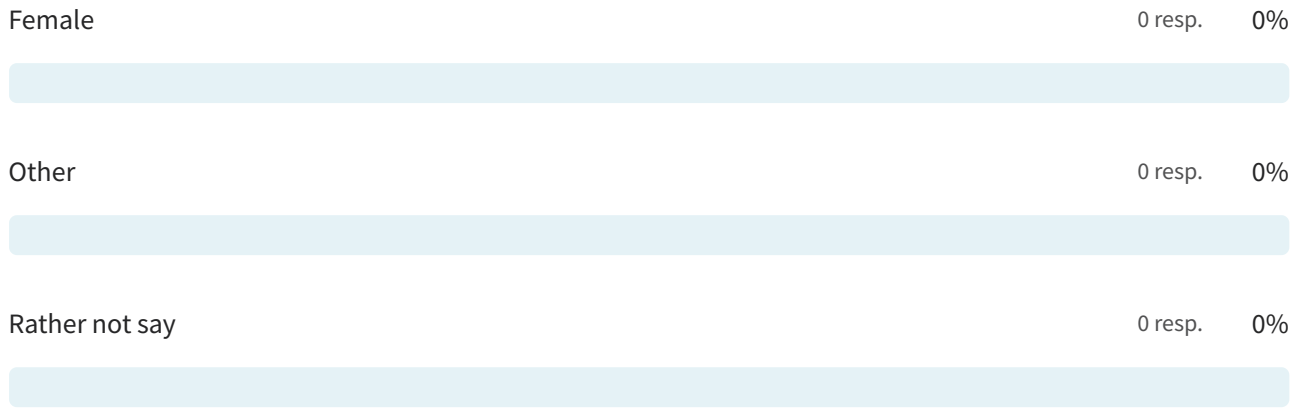 Female 0 resp. 0%
Other 0 resp. 0%
Rather not say 0 resp. 0%